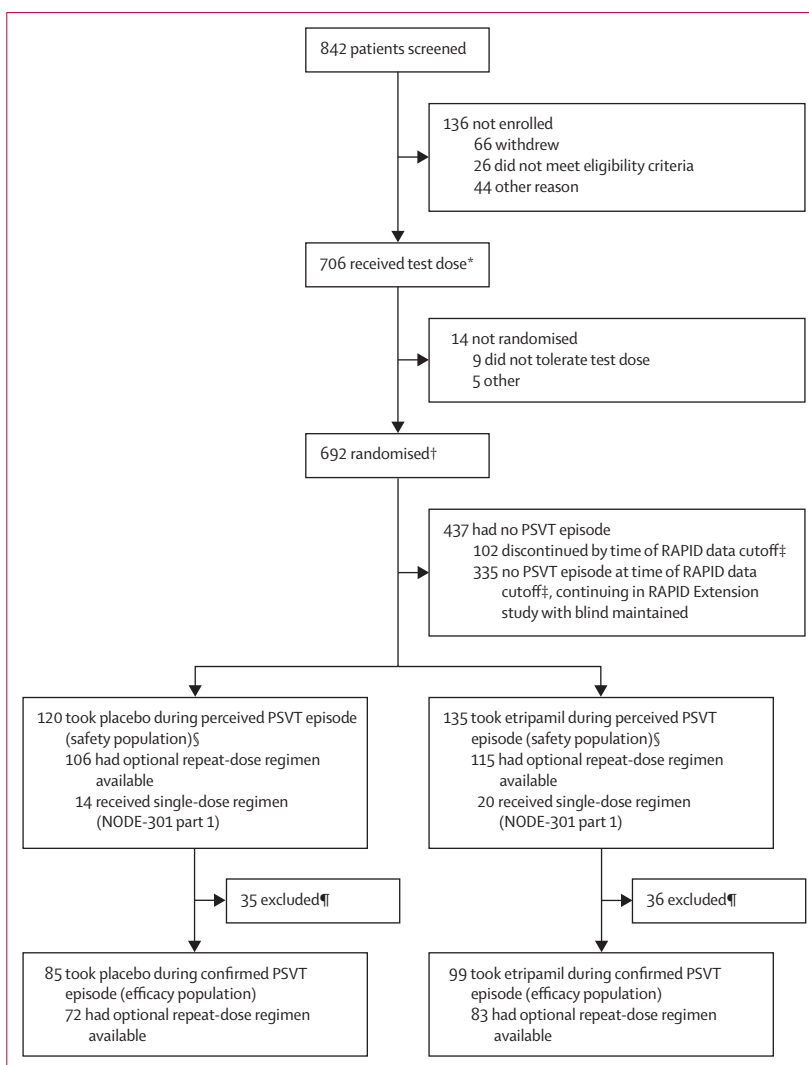 842 patients screened
136 not enrolled
66 withdrew
26 did not meet eligibility criteria
44 other reason
706 received test dose*
14 not randomised
9 did not tolerate test dose
5 other
692 randomised†
437 had no PSVT episode
102 discontinued by time of RAPID data cutoff‡
335 no PSVT episode at time of RAPID data
cutoff‡, continuing in RAPID Extension
study with blind maintained
120 took placebo during perceived PSVT episode
(safety population)§
106 had optional repeat-dose regimen
available
14 received single-dose regimen
(NODE-301 part 1)
135 took etripamil during perceived PSVT
episode (safety population)§
115 had optional repeat-dose regimen
available
20 received single-dose regimen
(NODE-301 part 1)
35 excluded¶
36 excluded¶
85 took placebo during confirmed PSVT
episode (efficacy population)
72 had optional repeat-dose regimen
available
99 took etripamil during confirmed PSVT
episode (efficacy population)
83 had optional repeat-dose regimen
available